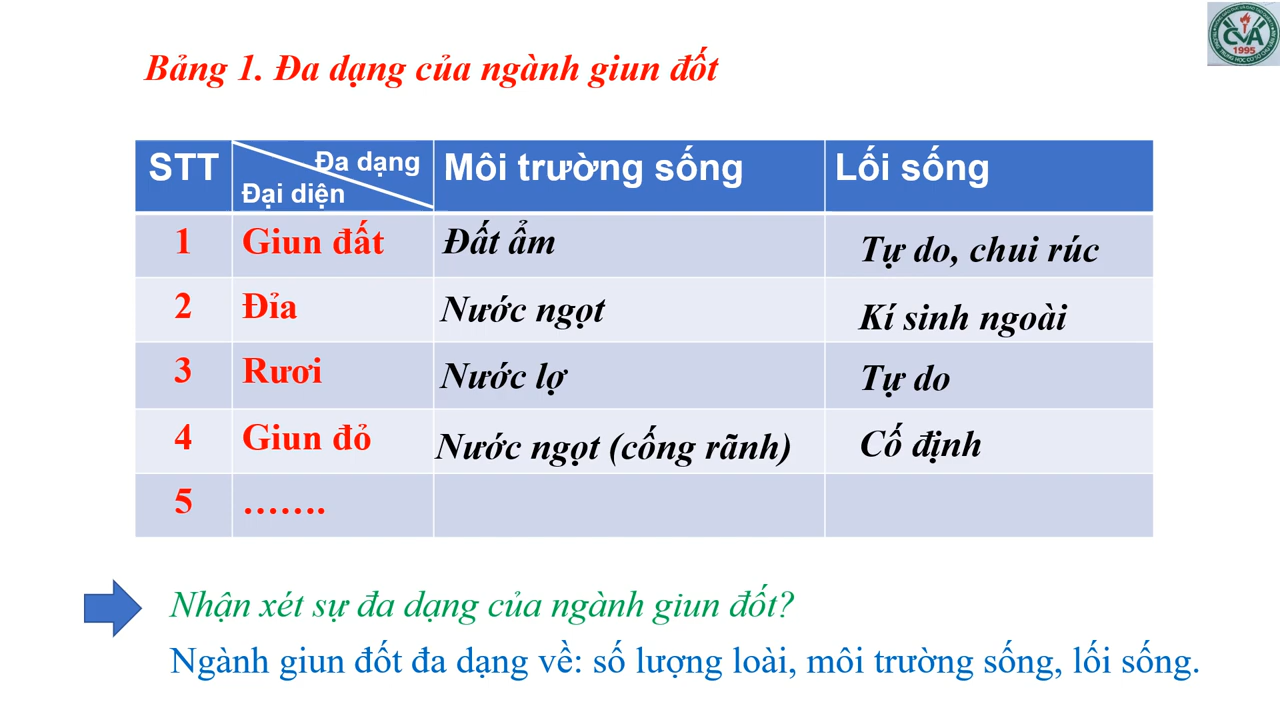 CVA
1995
Bảng 1. Đa dạng của ngành giun đốt
STT
Đa dạng
Đại diện
Môi trường sống
Lối sống
1 Giun đất Đất ẩm Tự do, chui rúc
2 Đỉa Nước ngọt Kí sinh ngoài
3 Rươi Nước lợ Tự do
4 Giun đỏ Nước ngọt (cống rãnh) Cố định
5 …….
Nhận xét sự đa dạng của ngành giun đốt?
Ngành giun đốt đa dạng về: số lượng loài, môi trường sống, lối sống.